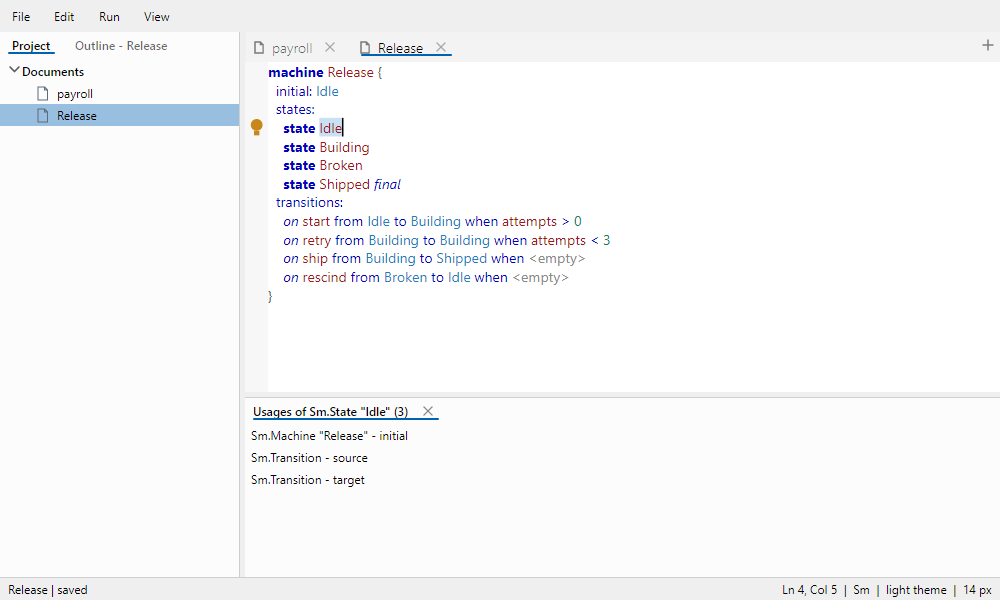 File Edit Run View
Project Outline - Release
Documents
payroll
Release
payroll Release
machine Release {
initial: Idle
states:
state Idle
state Building
state Broken
state Shipped final
transitions:
on start from Idle to Building when attempts > 0
on retry from Building to Building when attempts < 3
on ship from Building to Shipped when <empty>
on rescind from Broken to Idle when <empty>
}
Usages of Sm.State "Idle" (3)
Sm.Machine "Release" - initial
Sm.Transition - source
Sm.Transition - target
Release | saved
Ln 4, Col 5 | Sm | light theme | 14 px